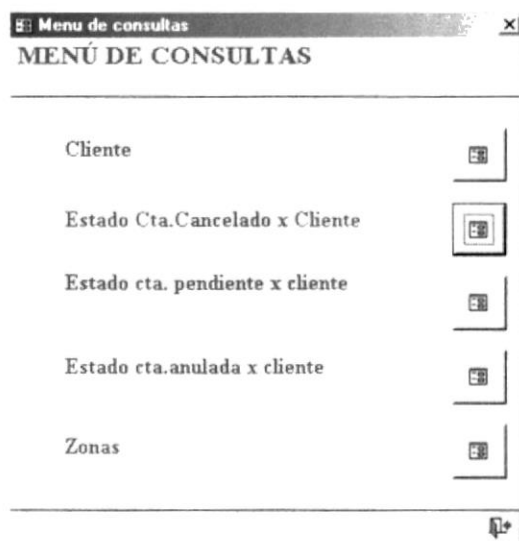 Menu de consultas
MENÚ DE CONSULTAS
Cliente
Estado Cta.Cancelado x Cliente
Estado cta. pendiente x cliente
Estado cta.anulada x cliente
Zonas